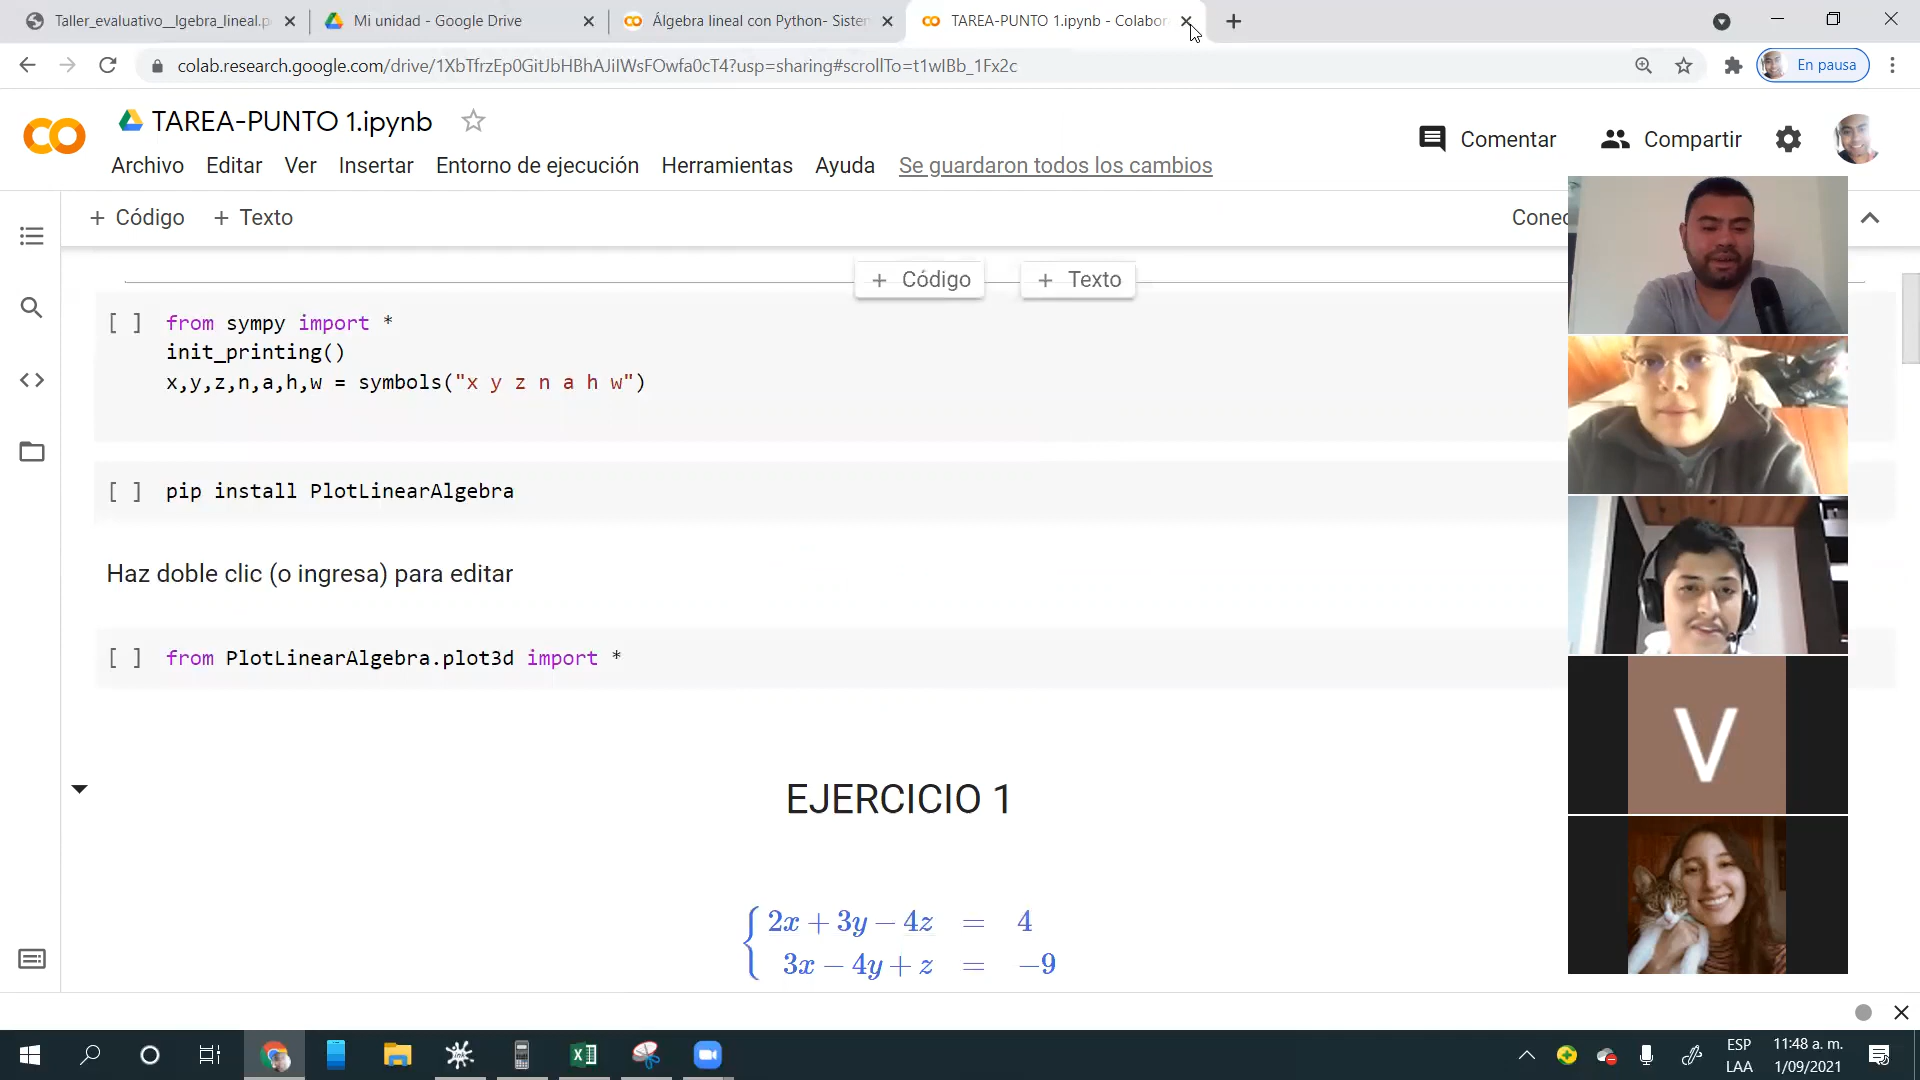 Taller_evaluativo__lgebra_lineal.p
Mi unidad - Google Drive
Álgebra lineal con Python- Sisten
TAREA-PUNTO 1.ipynb - Colabor
colab.research.google.com/drive/1XbTfrzEp0GitJbHBhAJiIWsFOwfa0cT4?usp=sharing#scrollTo=t1wIBb_1Fx2c
En pausa
TAREA-PUNTO 1.ipynb
Comentar
Compartir
Archivo Editar Ver Insertar Entorno de ejecución Herramientas Ayuda Se guardaron todos los cambios
+ Código + Texto
Conec
+ Código + Texto
[ ] from sympy import *
init_printing()
x,y,z,n,a,h,w = symbols("x y z n a h w")
[ ] pip install PlotLinearAlgebra
Haz doble clic (o ingresa) para editar
[ ] from PlotLinearAlgebra.plot3d import *
V
EJERCICIO 1
2x + 3y − 4z = 4
3x − 4y + z = −9
ESP
LAA
11:48 a. m.
1/09/2021